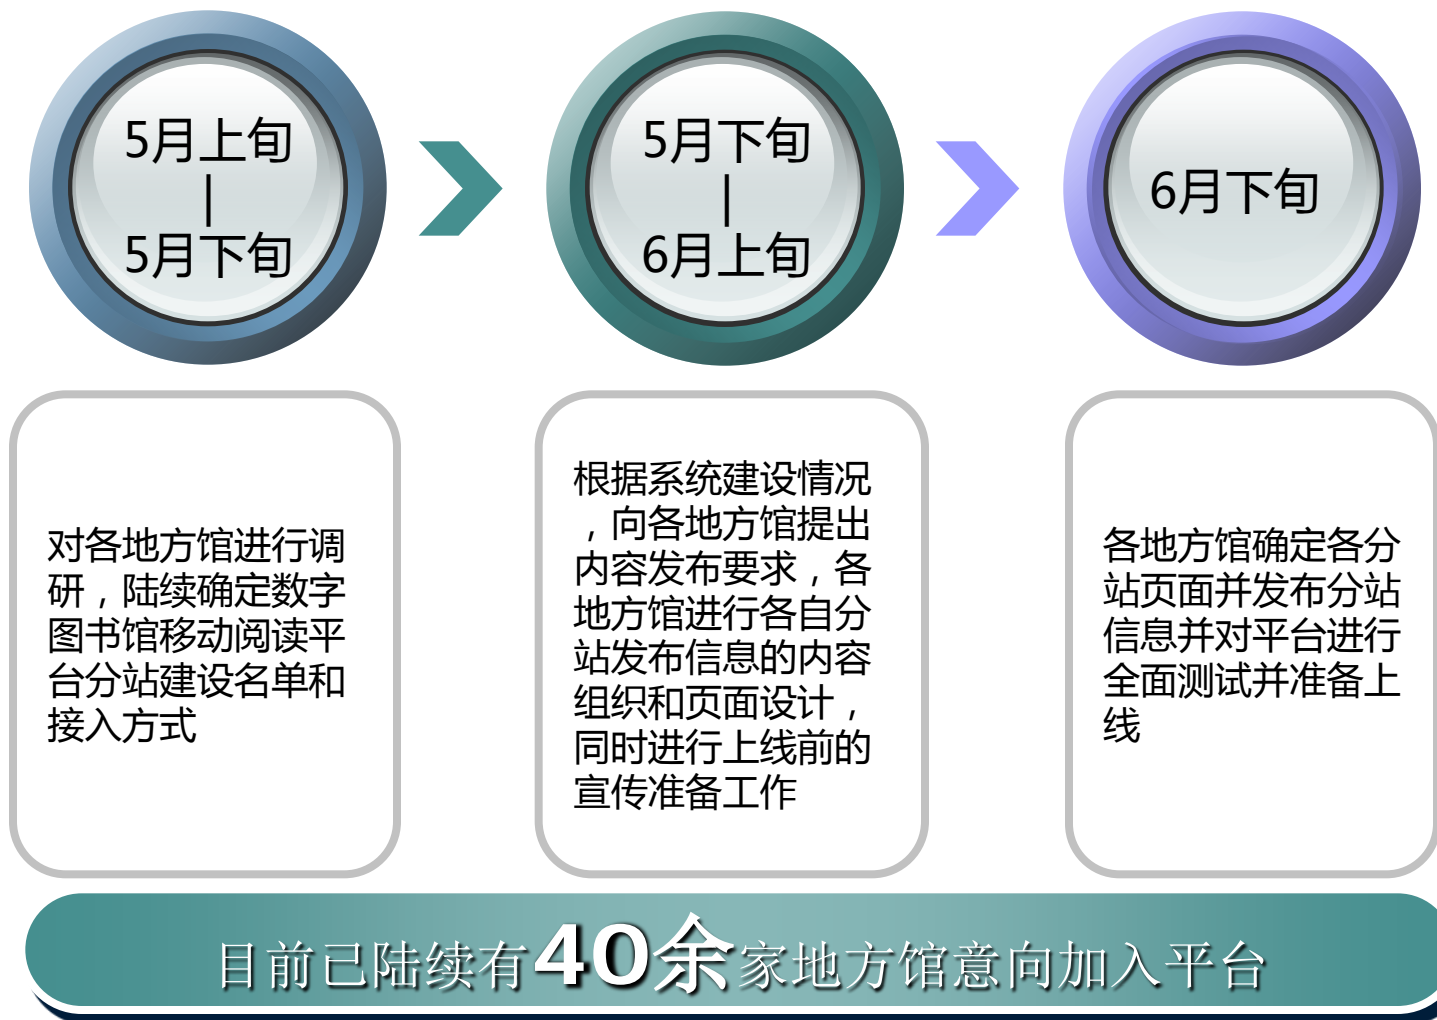 5月上旬
|
5月下旬
5月下旬
|
6月上旬
6月下旬
对各地方馆进行调
研，陆续确定数字
图书馆移动阅读平
台分站建设名单和
接入方式
根据系统建设情况
，向各地方馆提出
内容发布要求，各
地方馆进行各自分
站发布信息的内容
组织和页面设计，
同时进行上线前的
宣传准备工作
各地方馆确定各分
站页面并发布分站
信息并对平台进行
全面测试并准备上
线
目前已陆续有40余家地方馆意向加入平台